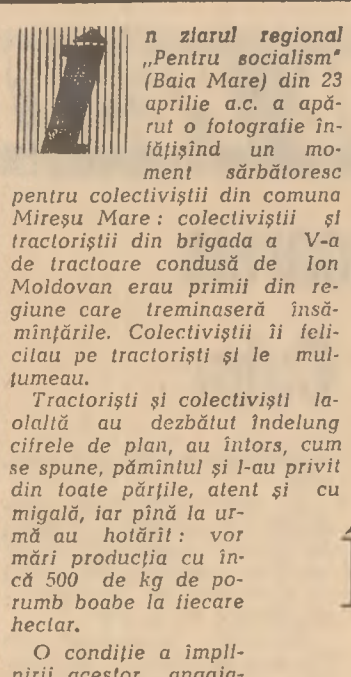 În ziarul regional
„Pentru socialism"
(Baia Mare) din 23
aprilie a.c. a apă-
rut o fotografie în-
fățișînd un mo-
ment sărbătoresc
pentru colectiviștii din comuna
Mireșu Mare : colectiviștii și
tractoriștii din brigada a V-a
de tractoare condusă de Ion
Moldovan erau primii din re-
giune care treminaseră însă-
mînțările. Colectiviștii îi feli-
citau pe tractoriști și le mul-
țumeau.
Tractoriști și colectiviști la-
olaltă au dezbătut îndelung
cifrele de plan, au întors, cum
se spune, pămîntul și l-au privit
din toate părțile, atent și cu
migală, iar pînă la ur-
mă au hotărît : vor
mări producția cu în-
că 500 de kg de po-
rumb boabe la fiecare
hectar.
O condiție a împli-
nirii acestor angaja-